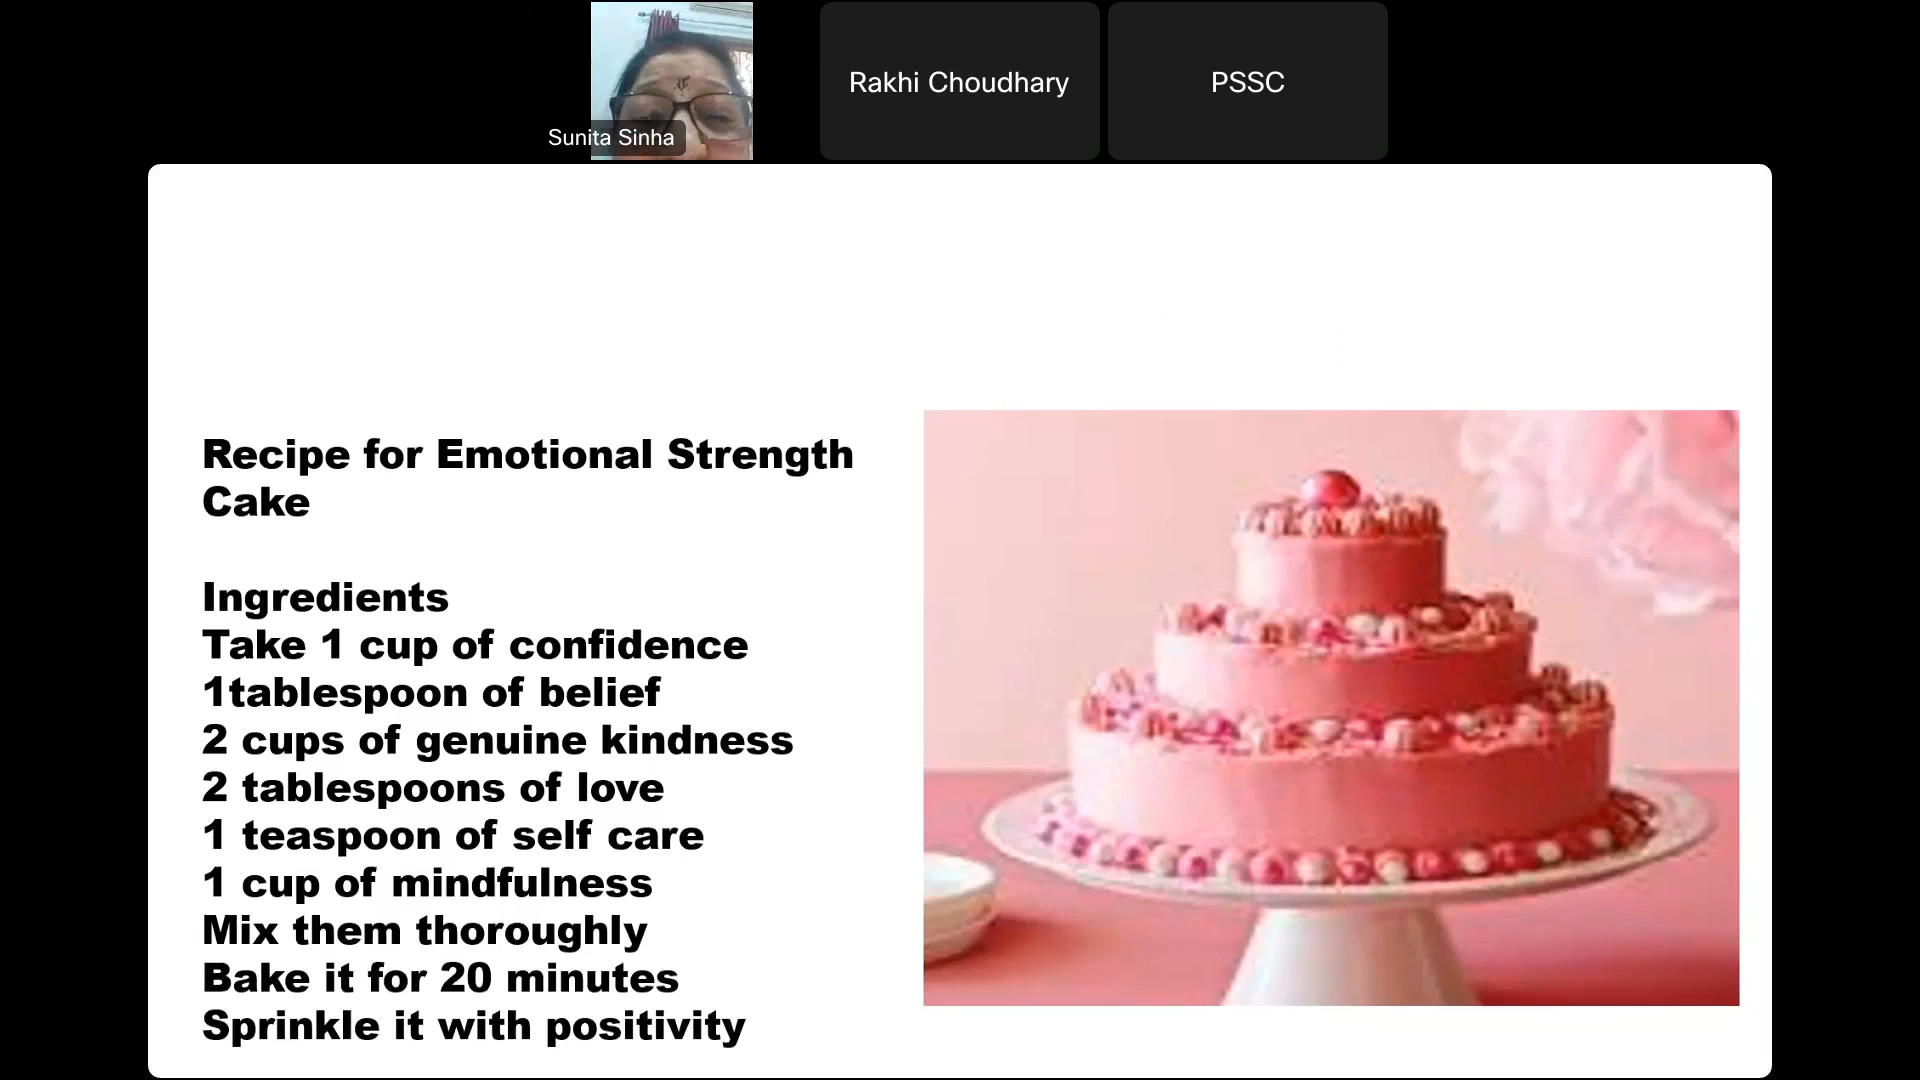 Sunita Sinha
Rakhi Choudhary
PSSC
Recipe for Emotional Strength
Cake
Ingredients
Take 1 cup of confidence
1tablespoon of belief
2 cups of genuine kindness
2 tablespoons of love
1 teaspoon of self care
1 cup of mindfulness
Mix them thoroughly
Bake it for 20 minutes
Sprinkle it with positivity